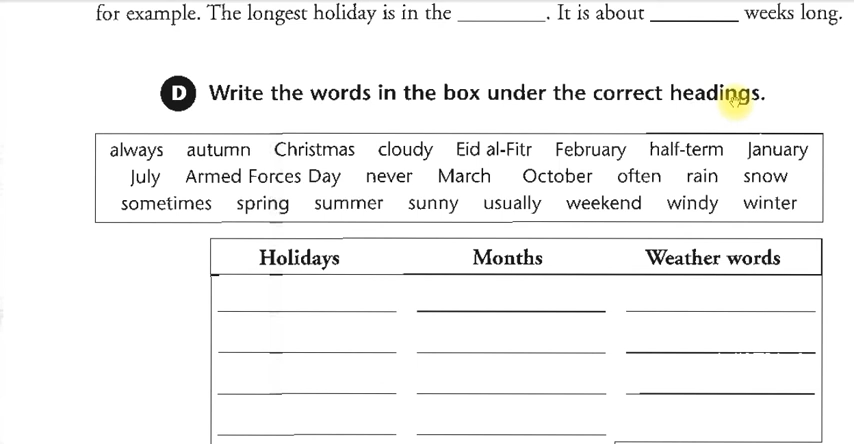 for example. The longest holiday is in the _________. It is about _________ weeks long.
D Write the words in the box under the correct headings.
always autumn Christmas cloudy Eid al-Fitr February half-term January
July Armed Forces Day never March October often rain snow
sometimes spring summer sunny usually weekend windy winter
Holidays Months Weather words